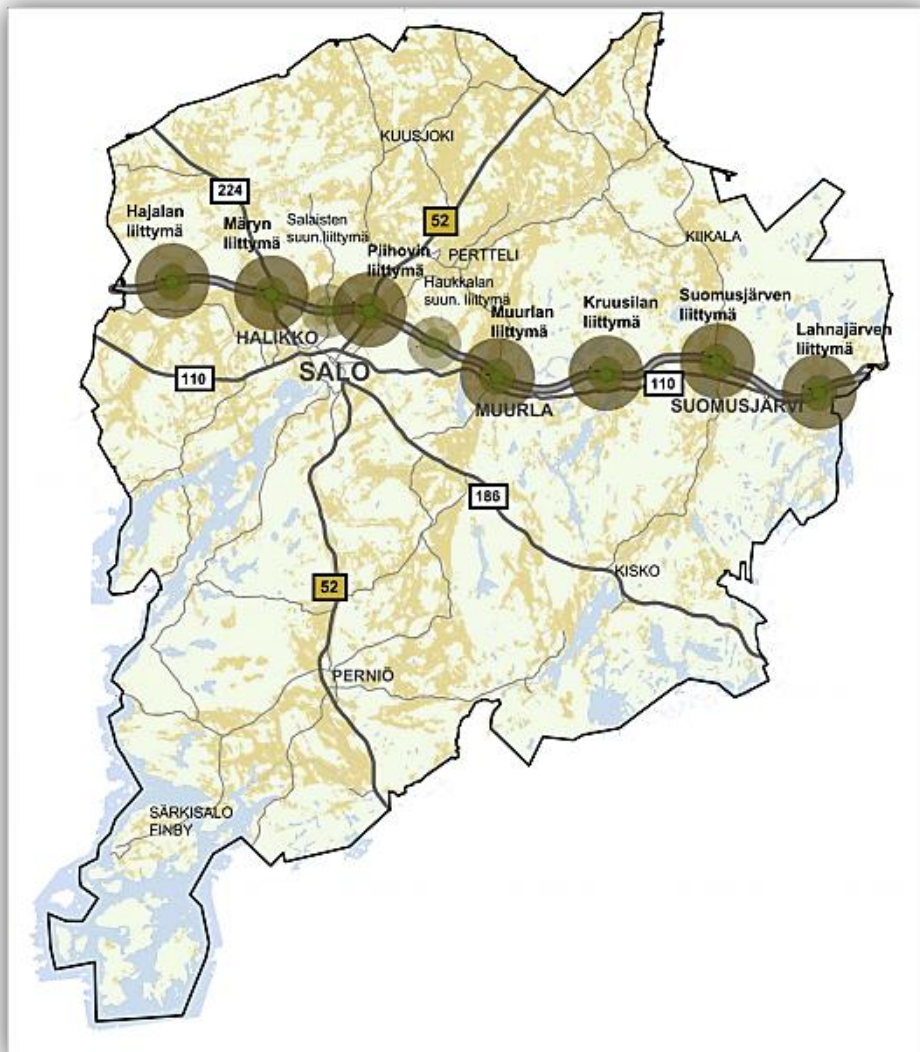 KUUSJOKI
224
Hajalan
liittymä
Märyn
liittymä
Salaisten
suun.liittymä
52
Piihovin
liittymä
PERTTELI
KIIKALA
Haukkalan
suun. liittymä
Muurlan
liittymä
Kruusilan
liittymä
Suomusjärven
liittymä
Lahnajärven
liittymä
HALIKKO
110
SALO
110
MUURLA
SUOMUSJÄRVI
186
52
KISKO
PERNIÖ
SÄRKISALO
FINBY